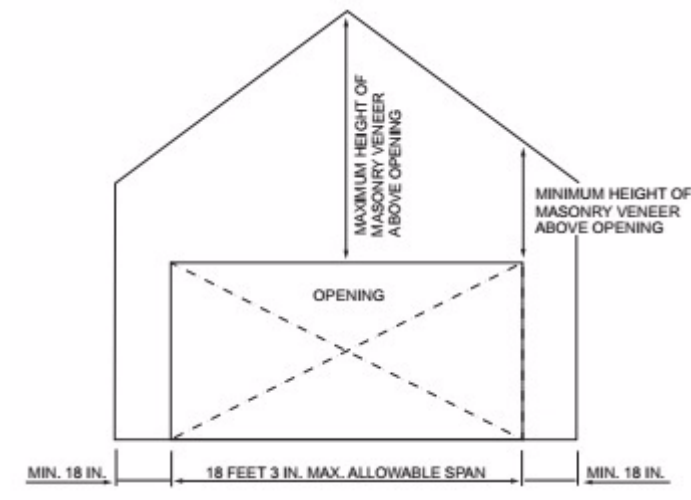 MAXIMUM HEIGHT OF
MASONRY VENEER
ABOVE OPENING
MINIMUM HEIGHT OF
MASONRY VENEER
ABOVE OPENING
OPENING
MIN. 18 IN.
18 FEET 3 IN. MAX. ALLOWABLE SPAN
MIN. 18 IN.